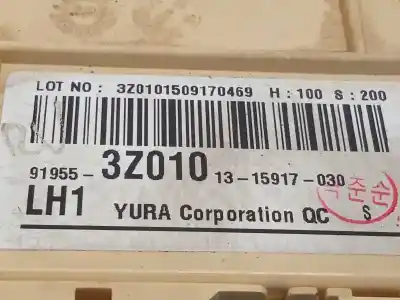 LOT NO : 3Z0101509170469 H : 100 S : 200
91955- 3Z010 13-15917-030
LH1 YURA Corporation QC S